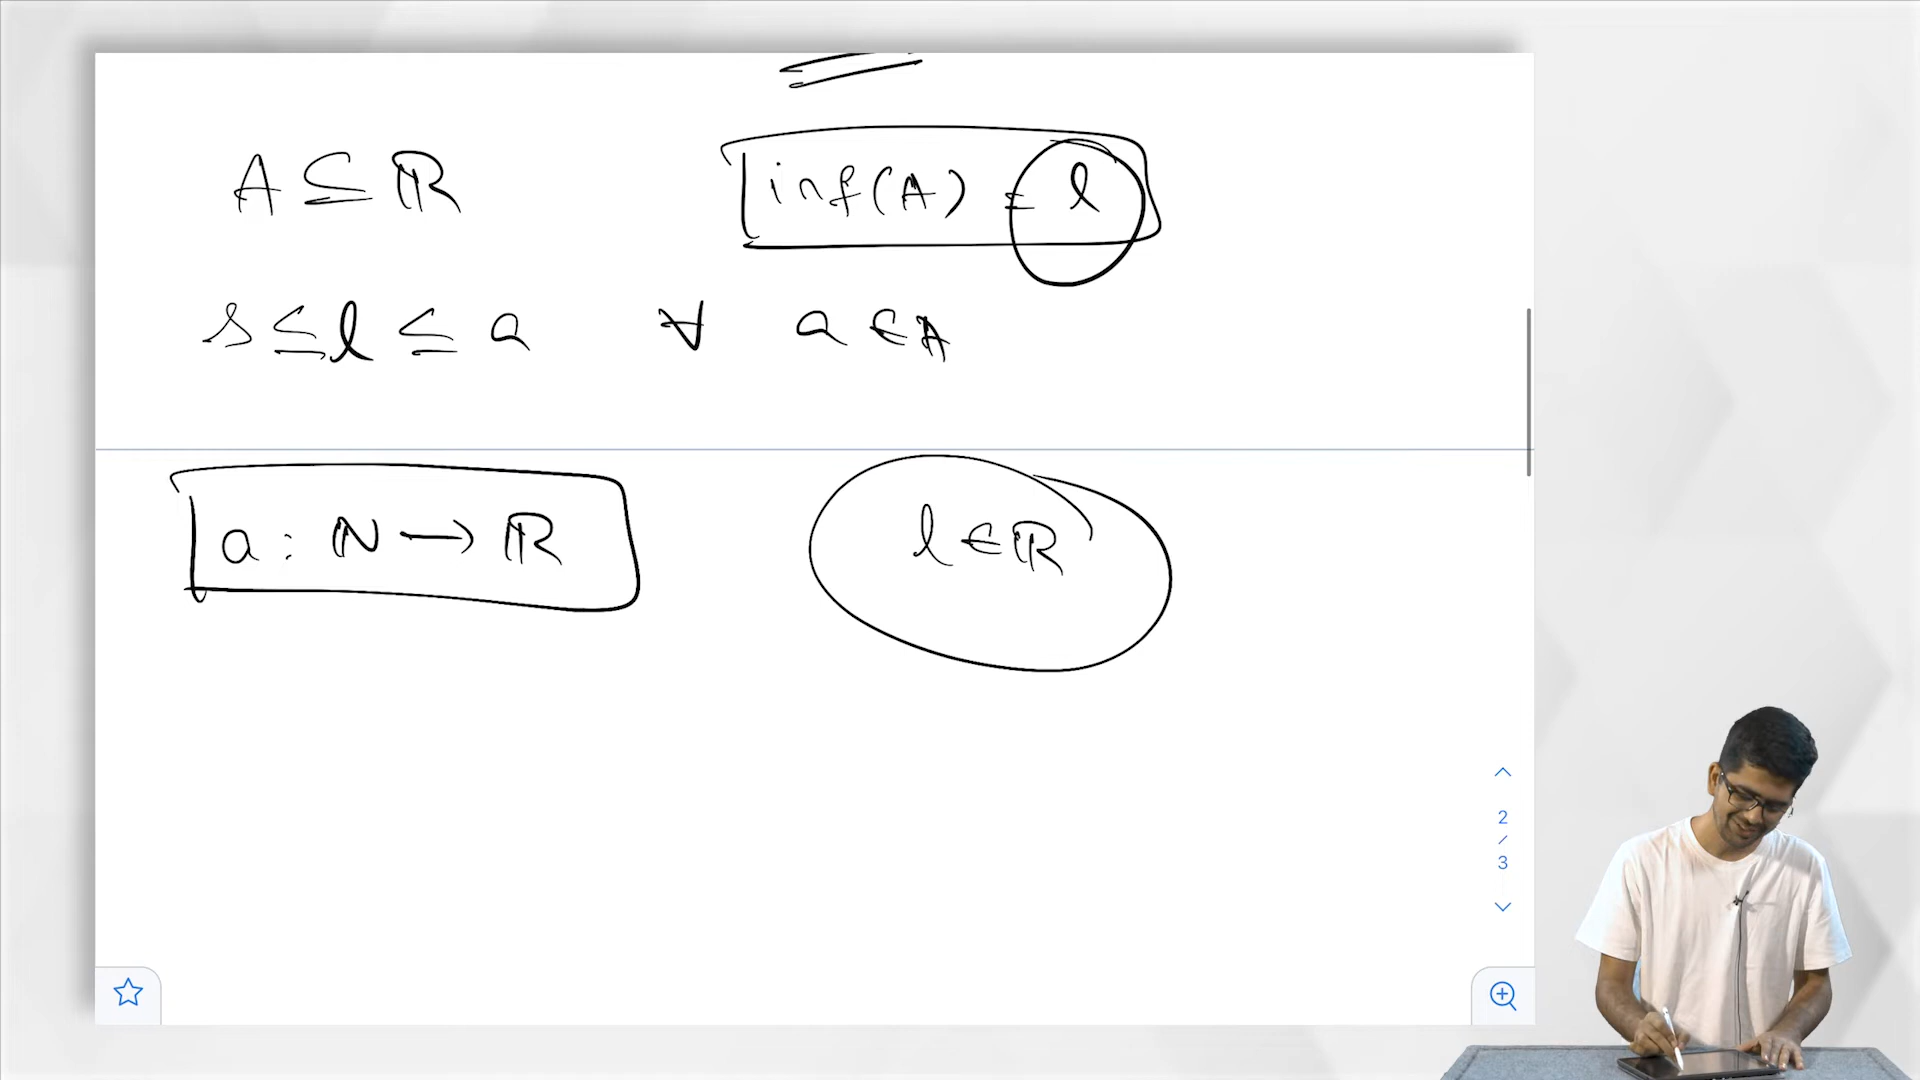 A ⊆ ℝ inf(A) = l
s ≤ l ≤ a ∀ a ∈ A
a : ℕ → ℝ l ∈ ℝ
2
/
3